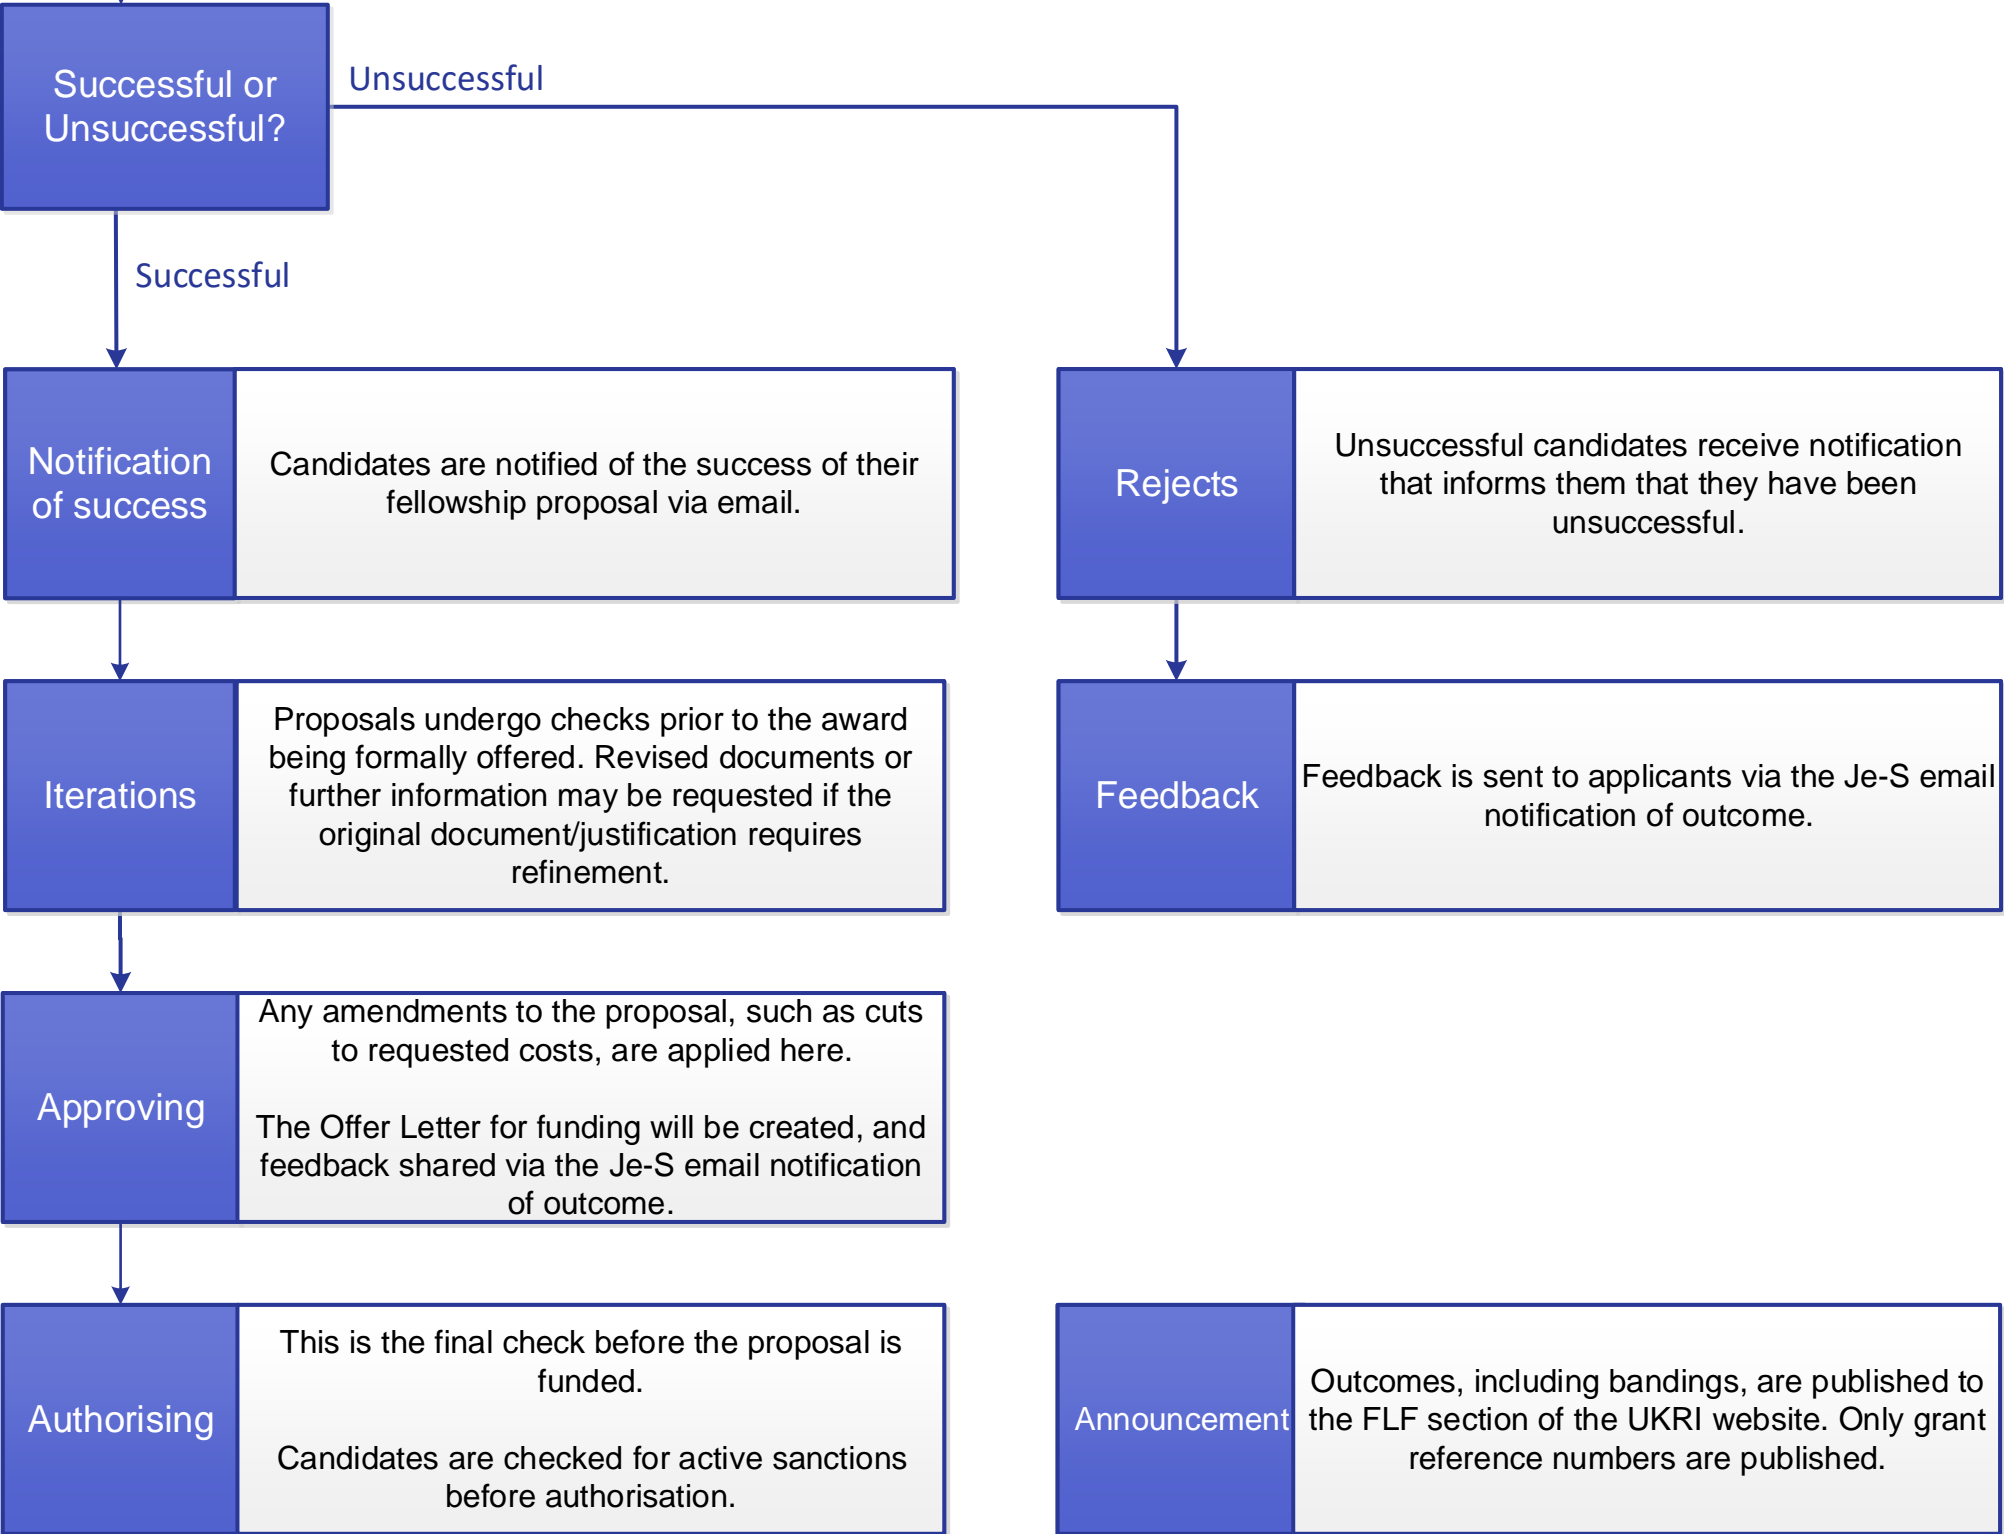 Successful or
Unsuccessful?
Unsuccessful
Successful
Notification
of success
Candidates are notified of the success of their
fellowship proposal via email.
Rejects
Unsuccessful candidates receive notification
that informs them that they have been
unsuccessful.
Iterations
Proposals undergo checks prior to the award
being formally offered. Revised documents or
further information may be requested if the
original document/justification requires
refinement.
Feedback
Feedback is sent to applicants via the Je-S email
notification of outcome.
Approving
Any amendments to the proposal, such as cuts
to requested costs, are applied here.
The Offer Letter for funding will be created, and
feedback shared via the Je-S email notification
of outcome.
Authorising
This is the final check before the proposal is
funded.
Candidates are checked for active sanctions
before authorisation.
Announcement
Outcomes, including bandings, are published to
the FLF section of the UKRI website. Only grant
reference numbers are published.